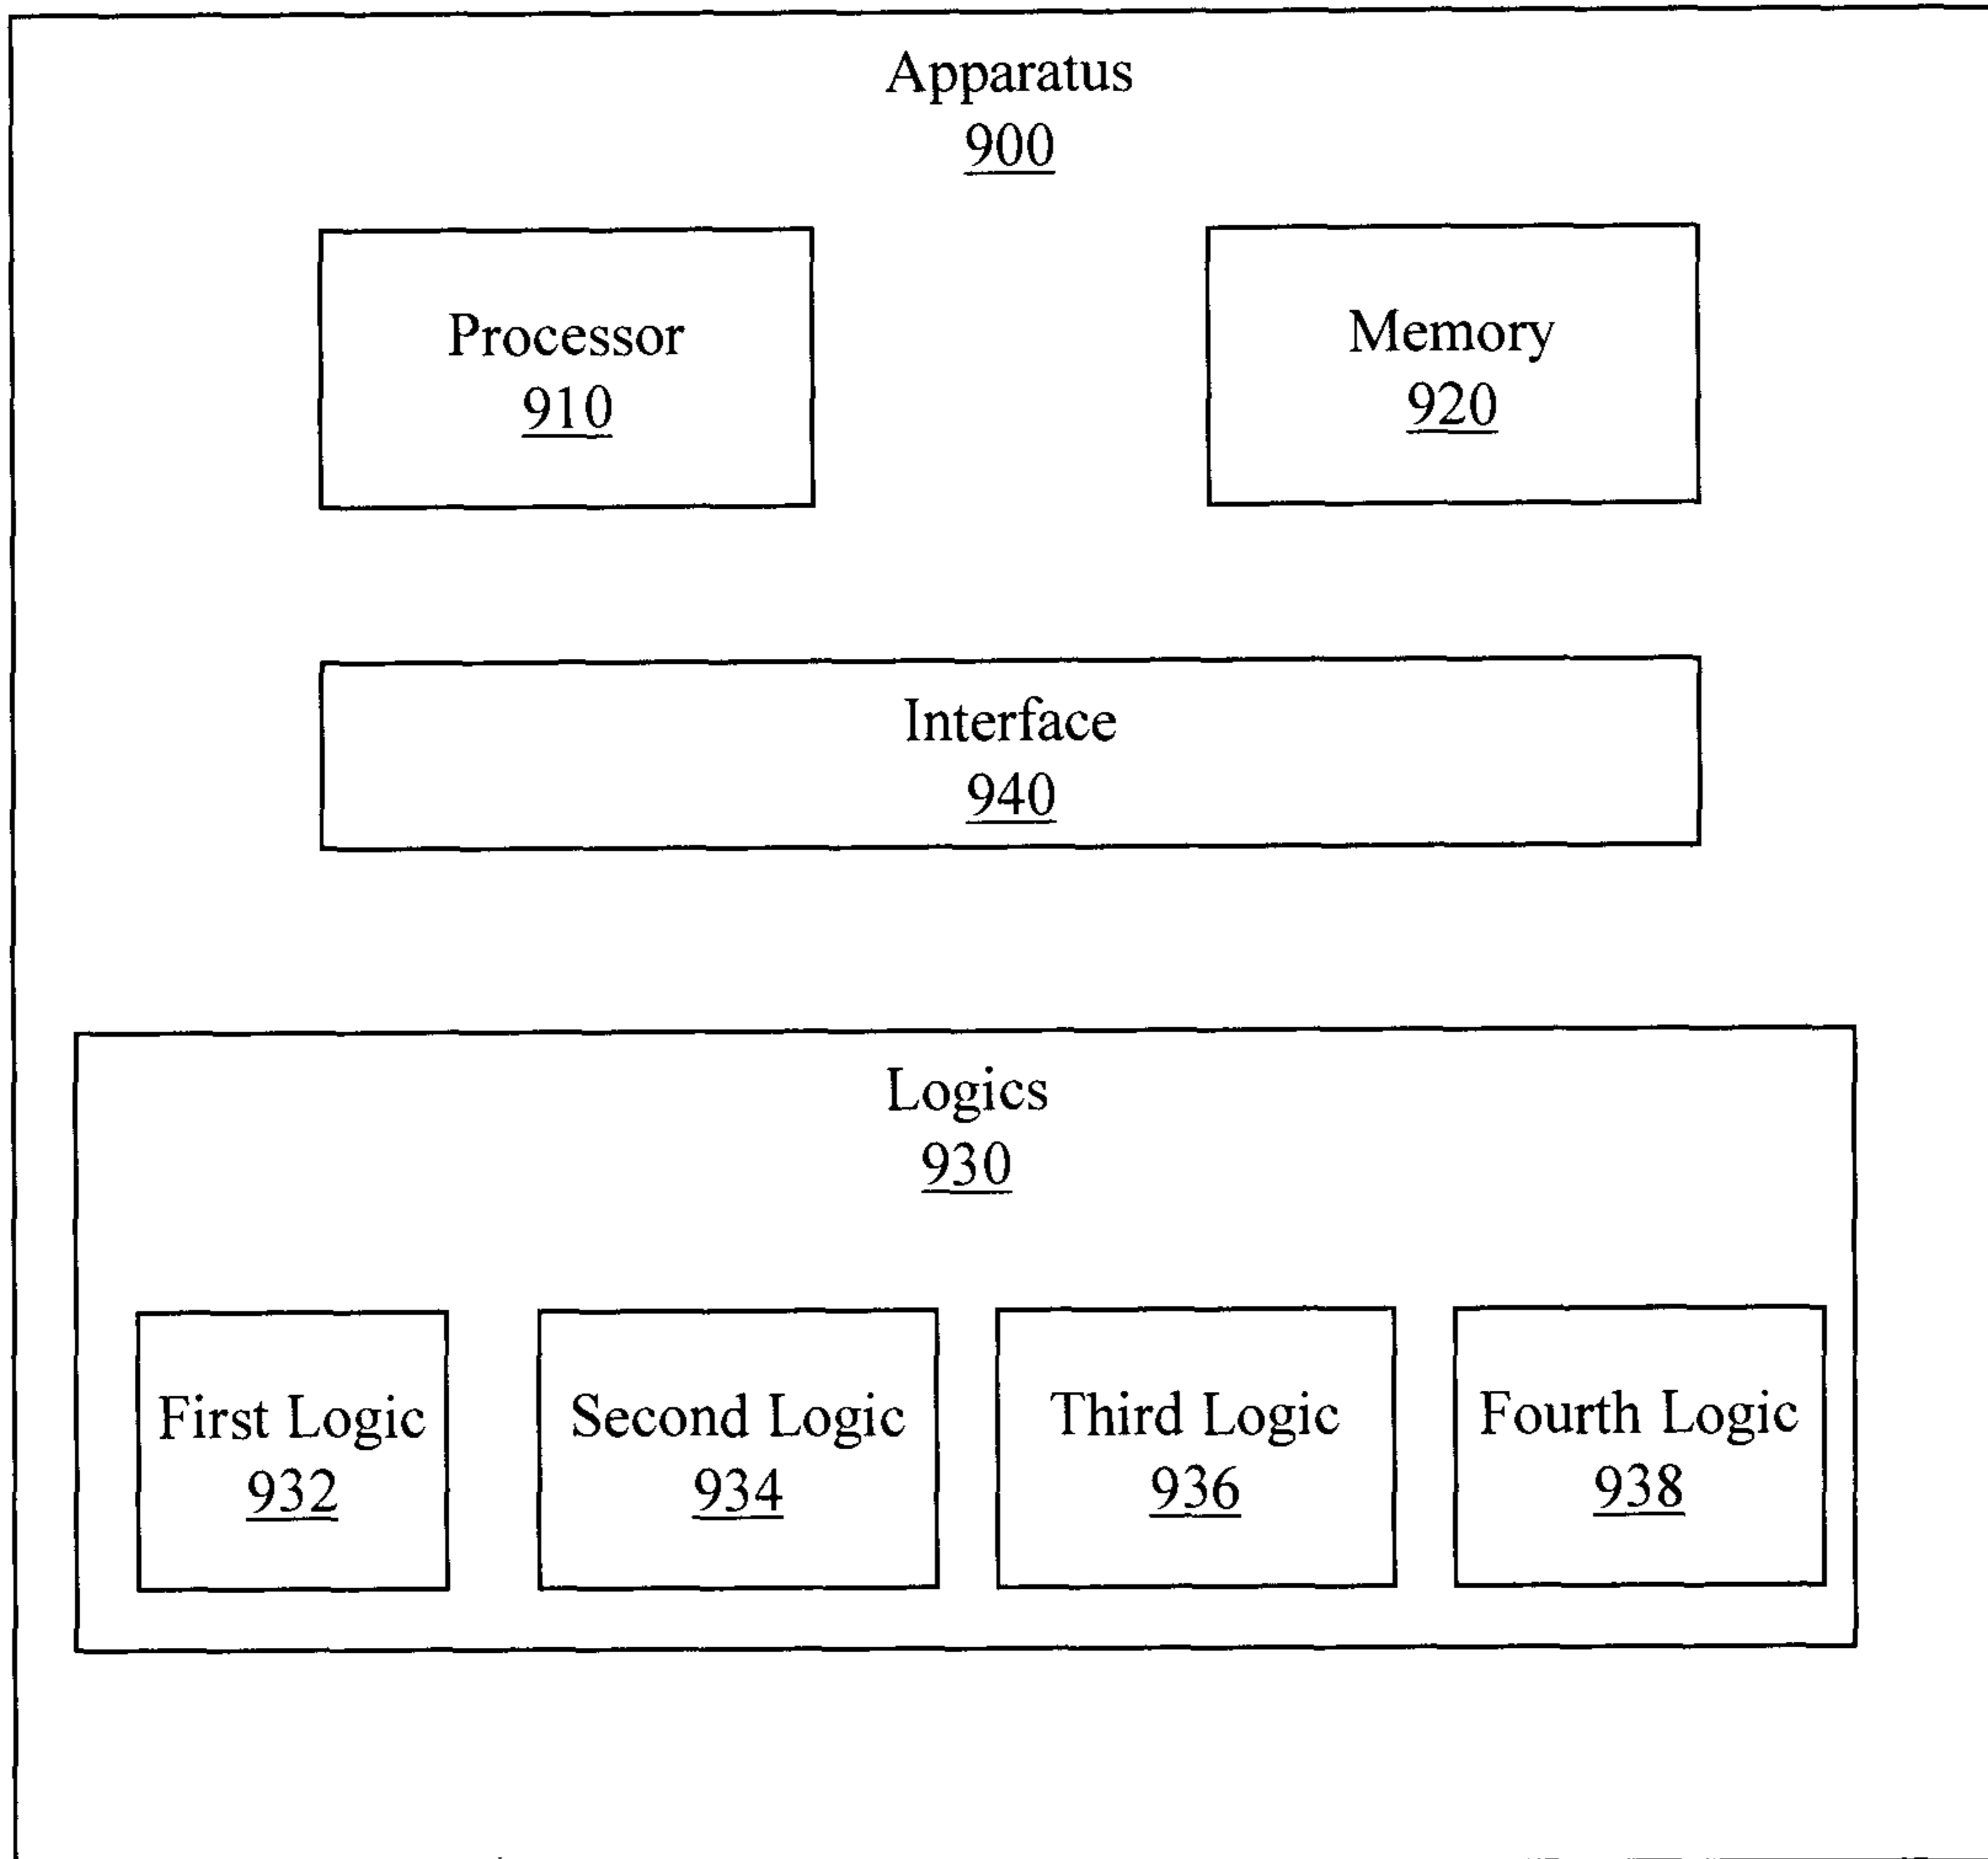 Apparatus
900
Processor
910
Memory
920
Interface
940
Logics
930
First Logic
932
Second Logic
934
Third Logic
936
Fourth Logic
938